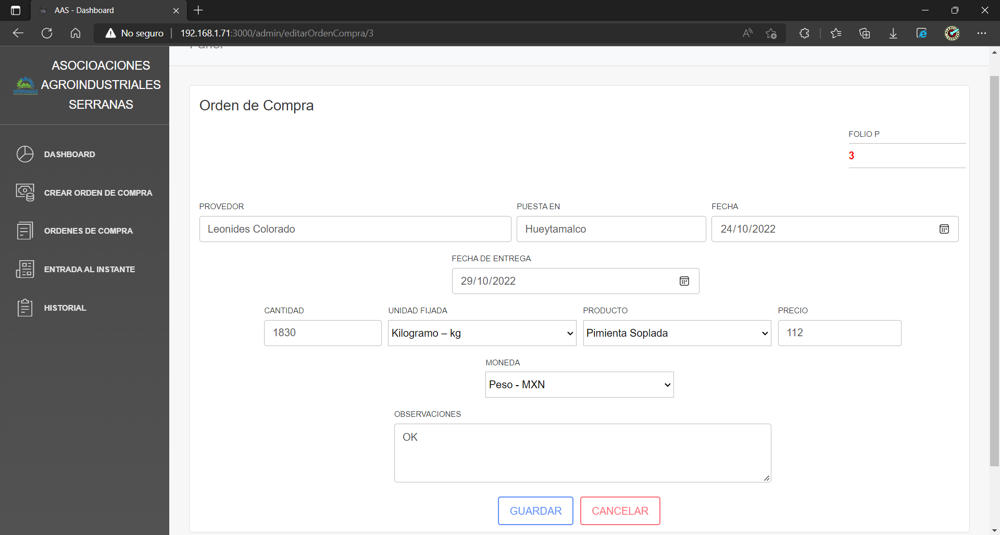 AAS - Dashboard
No seguro
192.168.1.71:3000/admin/editarOrdenCompra/3
ASOCIOACIONES
AGROINDUSTRIALES
SERRANAS
SERRANAS
DASHBOARD
CREAR ORDEN DE COMPRA
ORDENES DE COMPRA
ENTRADA AL INSTANTE
HISTORIAL
Panel
Orden de Compra
FOLIO P
3
PROVEDOR
PUESTA EN
FECHA
Leonides Colorado
Hueytamalco
24/10/2022
FECHA DE ENTREGA
29/10/2022
CANTIDAD
UNIDAD FIJADA
PRODUCTO
PRECIO
1830
Kilogramo – kg
Pimienta Soplada
112
MONEDA
Peso - MXN
OBSERVACIONES
OK
GUARDAR
CANCELAR